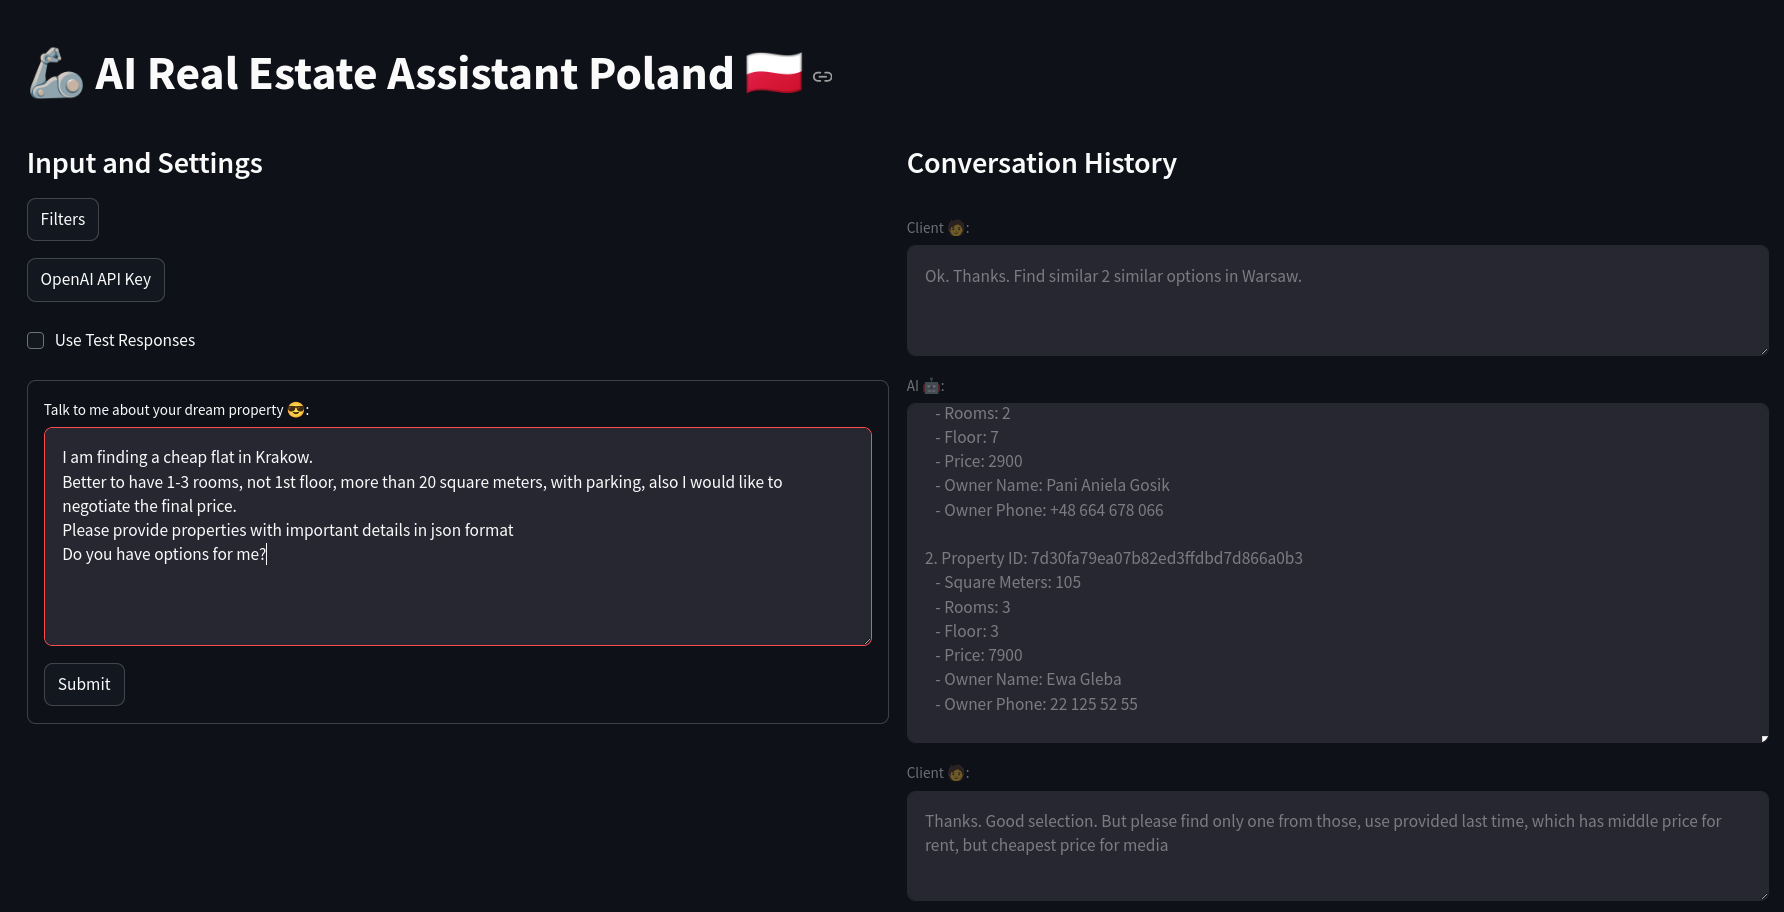 AI Real Estate Assistant Poland
Input and Settings
Filters
OpenAI API Key
Use Test Responses
Talk to me about your dream property 😎:
I am finding a cheap flat in Krakow.
Better to have 1-3 rooms, not 1st floor, more than 20 square meters, with parking, also I would like to
negotiate the final price.
Please provide properties with important details in json format
Do you have options for me?
Submit
Conversation History
Client 🧑:
Ok. Thanks. Find similar 2 similar options in Warsaw.
AI 🤖:
- Rooms: 2
- Floor: 7
- Price: 2900
- Owner Name: Pani Aniela Gosik
- Owner Phone: +48 664 678 066
2. Property ID: 7d30fa79ea07b82ed3ffdbd7d866a0b3
- Square Meters: 105
- Rooms: 3
- Floor: 3
- Price: 7900
- Owner Name: Ewa Gleba
- Owner Phone: 22 125 52 55
Client 🧑:
Thanks. Good selection. But please find only one from those, use provided last time, which has middle price for
rent, but cheapest price for media